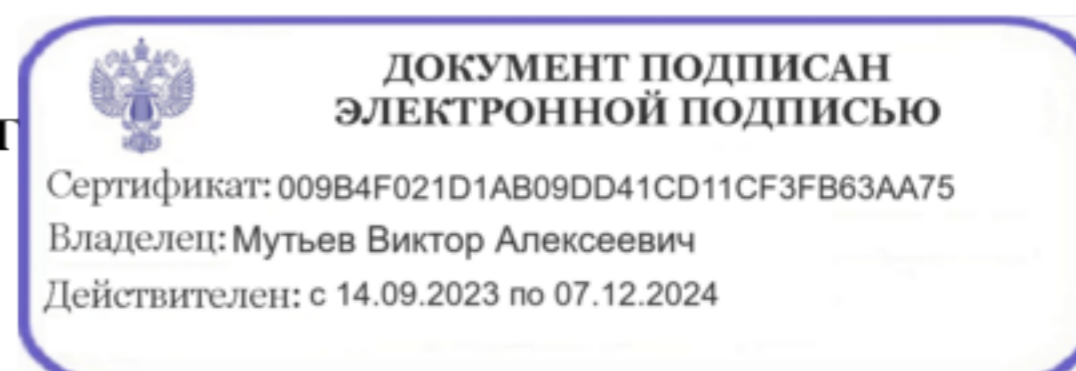 ДОКУМЕНТ ПОДПИСАН
ЭЛЕКТРОННОЙ ПОДПИСЬЮ
Сертификат: 009B4F021D1AB09DD41CD11CF3FB63AA75
Владелец: Мутьев Виктор Алексеевич
Действителен: с 14.09.2023 по 07.12.2024